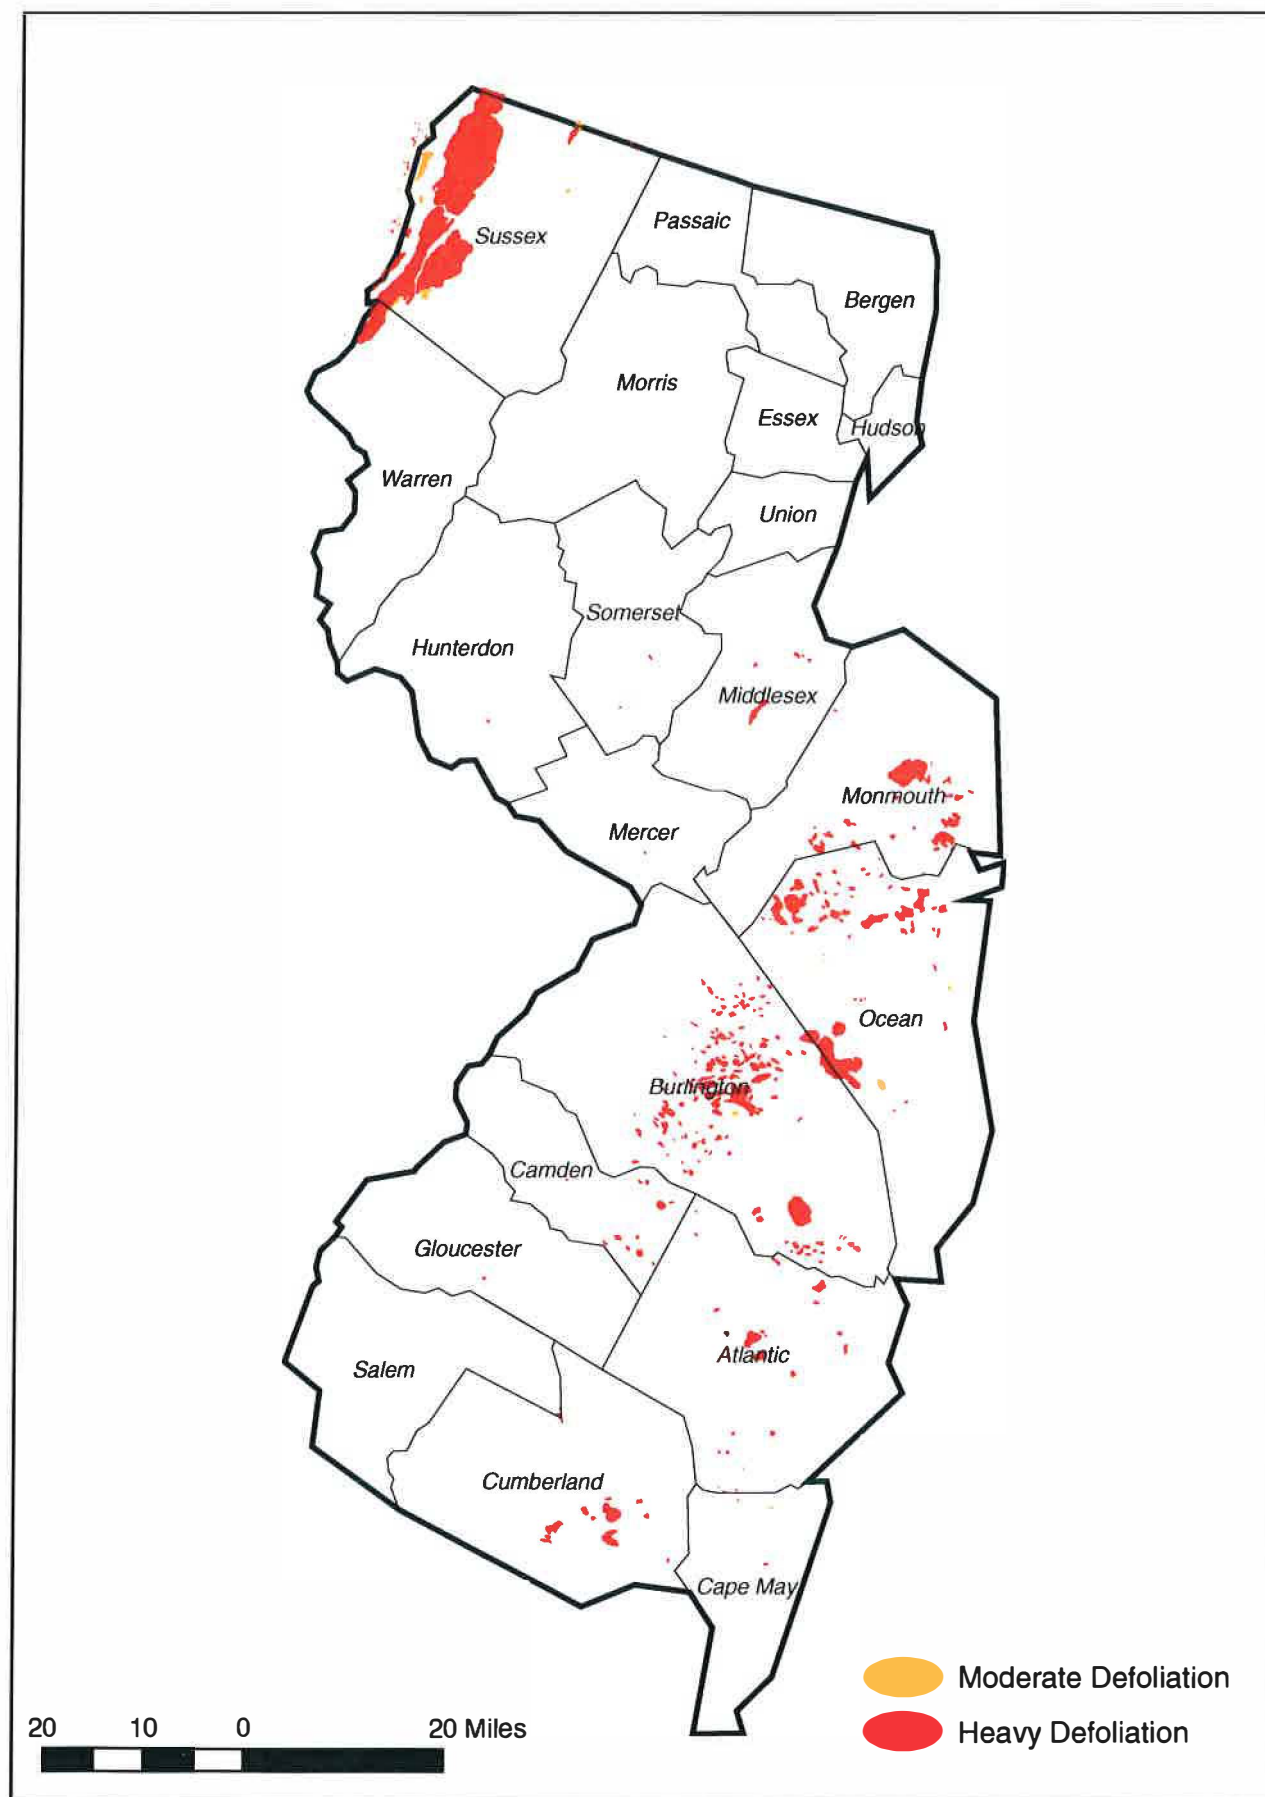 Passaic
Sussex
Bergen
Morris
Essex
Hudson
Warren
Union
Somerset
Hunterdon
Middlesex
Monmouth
Mercer
Ocean
Burlington
Camden
Gloucester
Atlantic
Salem
Cumberland
Cape May
Moderate Defoliation
Heavy Defoliation
20 10 0 20 Miles